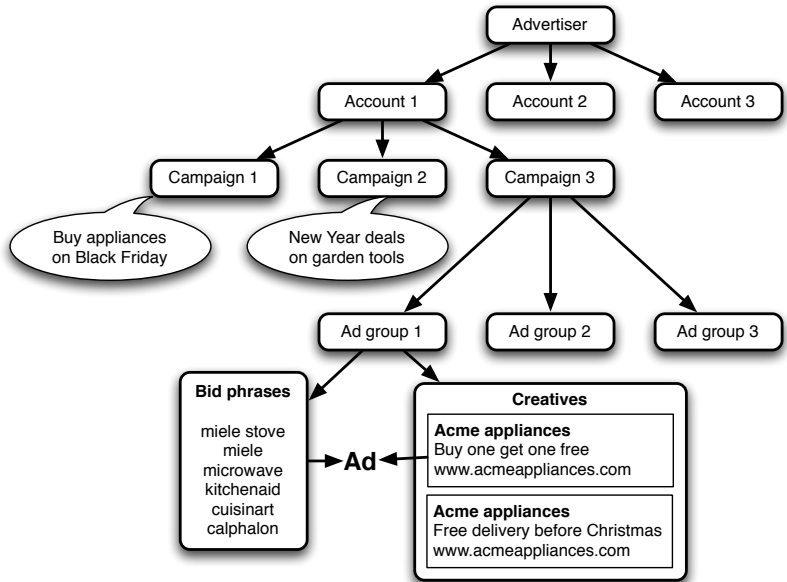 Advertiser
Account 1
Account 2
Account 3
Campaign 1
Campaign 2
Campaign 3
Buy appliances
on Black Friday
New Year deals
on garden tools
Ad group 1
Ad group 2
Ad group 3
Bid phrases
miele stove
miele
microwave
kitchenaid
cuisinart
calphalon
Ad
Creatives
Acme appliances
Buy one get one free
www.acmeappliances.com
Acme appliances
Free delivery before Christmas
www.acmeappliances.com